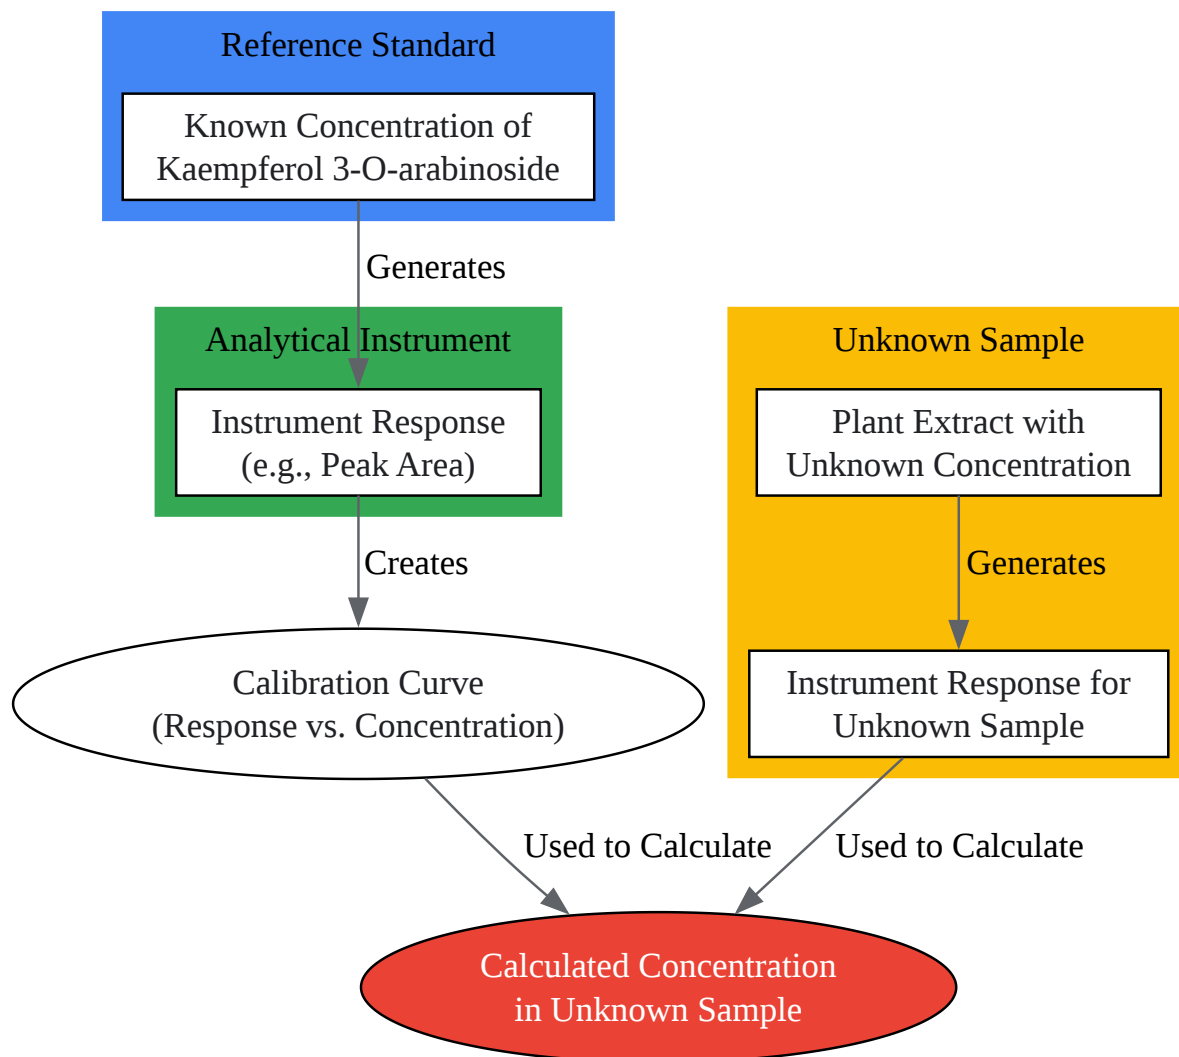 Reference Standard
Known Concentration of
Kaempferol 3-O-arabinoside
Generates
Analytical Instrument
Instrument Response
(e.g., Peak Area)
Creates
Calibration Curve
(Response vs. Concentration)
Used to Calculate
Unknown Sample
Plant Extract with
Unknown Concentration
Generates
Instrument Response for
Unknown Sample
Used to Calculate
Calculated Concentration
in Unknown Sample